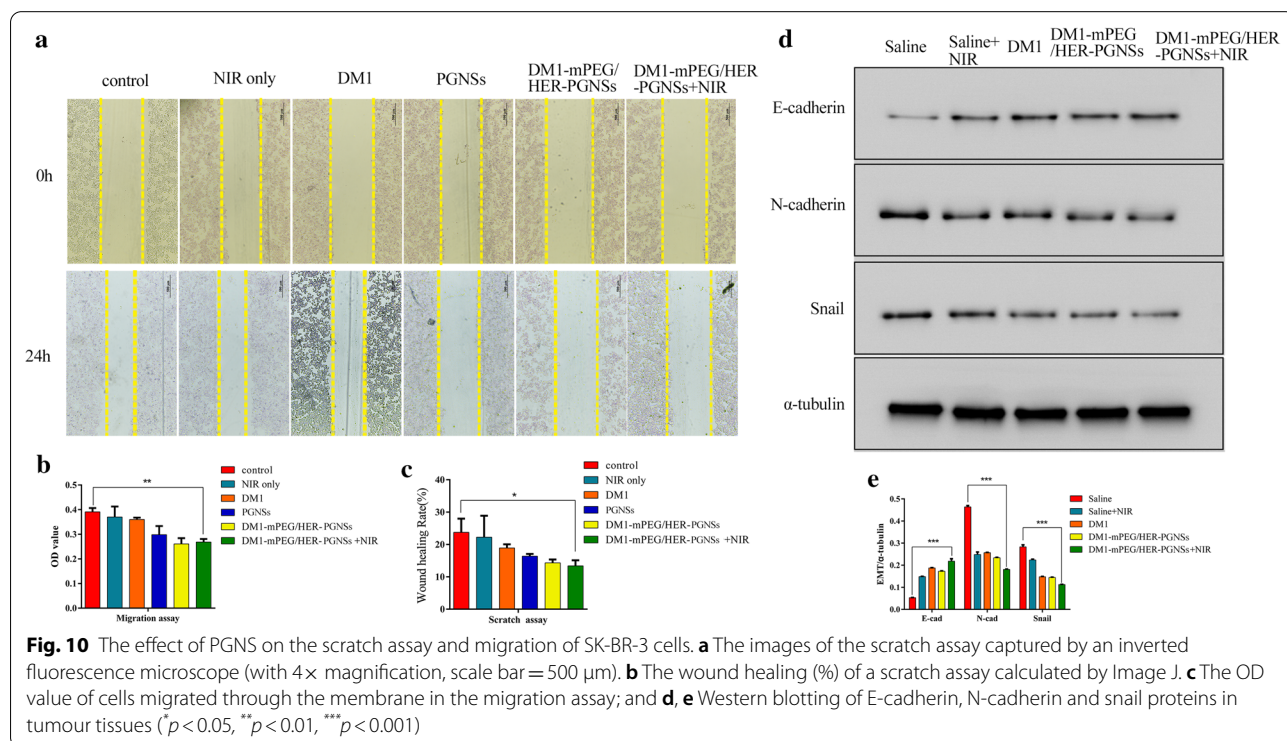 a
control
NIR only
DM1
PGNSs
DM1-mPEG/
HER-PGNSs
DM1-mPEG/HER
-PGNSs+NIR
0h
24h
d
Saline
Saline+
NIR
DM1
DM1-mPEG
/HER-PGNSs
DM1-mPEG/HER
-PGNSs+NIR
E-cadherin
N-cadherin
Snail
α-tubulin
b
OD value
0.5
0.4
0.3
0.2
0.1
0.0
**
Migration assay
control
NIR only
DM1
PGNSs
DM1-mPEG/HER-PGNSs
DM1-mPEG/HER-PGNSs +NIR
c
Wound healing Rate(%)
40
30
20
10
0
*
Scratch assay
control
NIR only
DM1
PGNSs
DM1-mPEG/HER-PGNSs
DM1-mPEG/HER-PGNSs +NIR
e
EMT/α-tubulin
0.5
0.4
0.3
0.2
0.1
0.0
***
***
***
E-cad
N-cad
Snail
Saline
Saline+NIR
DM1
DM1-mPEG/HER-PGNSs
DM1-mPEG/HER-PGNSs+NIR
Fig. 10 The effect of PGNS on the scratch assay and migration of SK-BR-3 cells. a The images of the scratch assay captured by an inverted
fluorescence microscope (with 4× magnification, scale bar = 500 µm). b The wound healing (%) of a scratch assay calculated by Image J. c The OD
value of cells migrated through the membrane in the migration assay; and d, e Western blotting of E-cadherin, N-cadherin and snail proteins in
tumour tissues (*p < 0.05, **p < 0.01, ***p < 0.001)